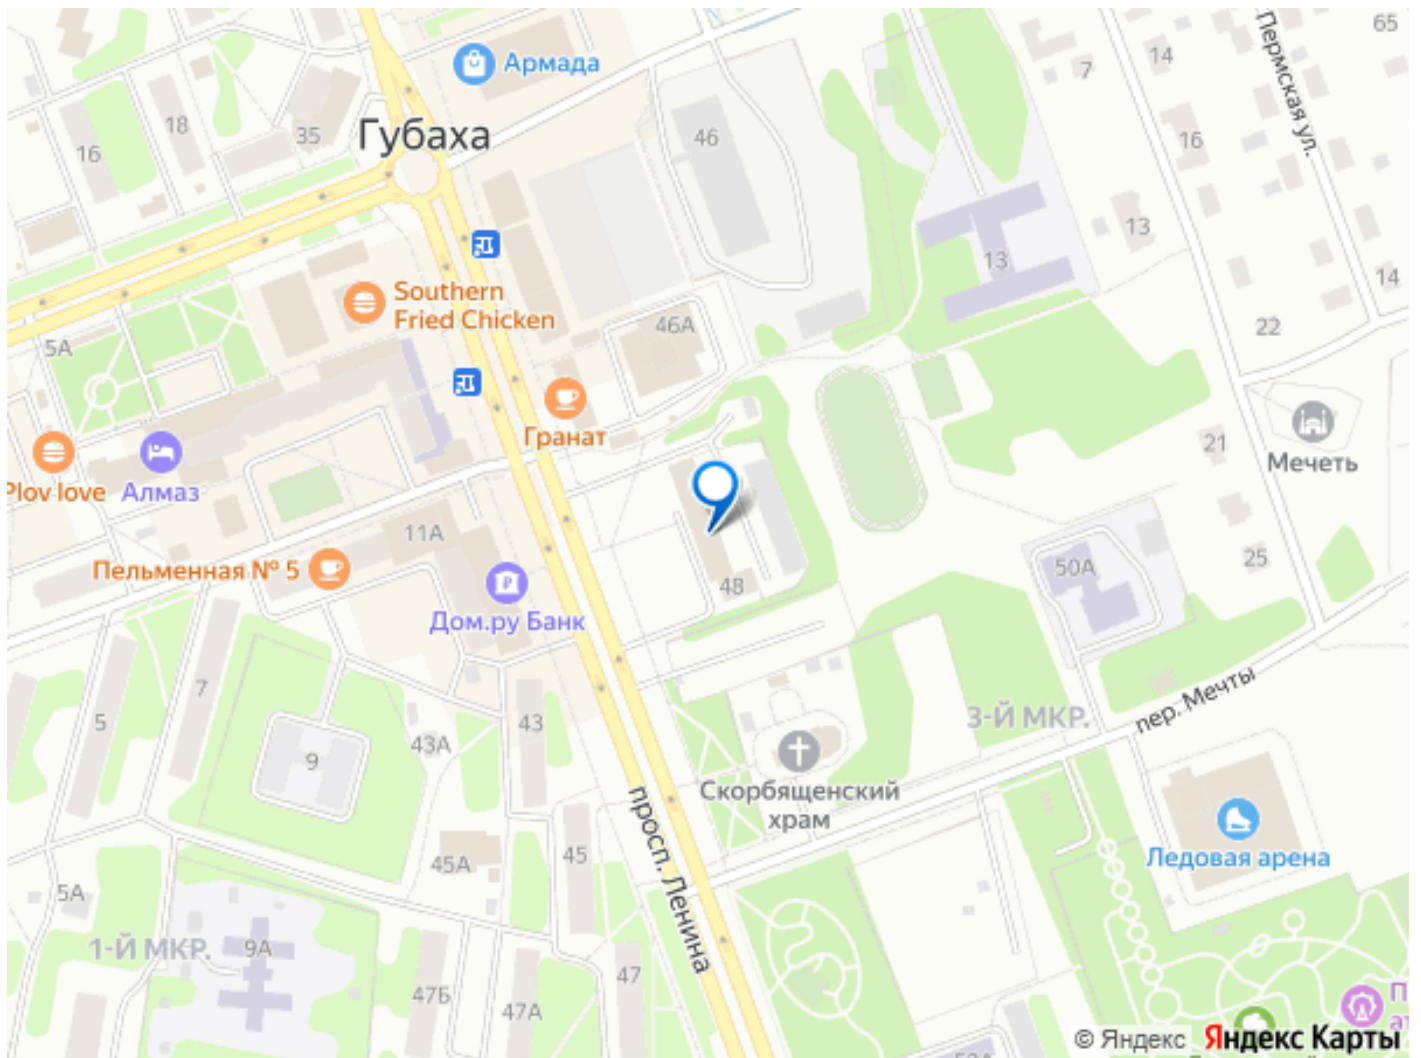 65
Пермская ул.
14
7
Армада
18
35
Губаха
16
46
16
13
13
14
Southern
Fried Chicken
46А
22
5А
Гранат
21
Мечеть
Plov love
Алмаз
11А
Пельменная № 5
48
50А
25
Дом.ру Банк
7
5
43
43А
9
3-Й МКР.
пер. Мечты
Скорбященский
храм
просп. Ленина
45А
45
Ледовая арена
5А
1-Й МКР.
9А
47
47Б
47А
© Яндекс Яндекс Карты